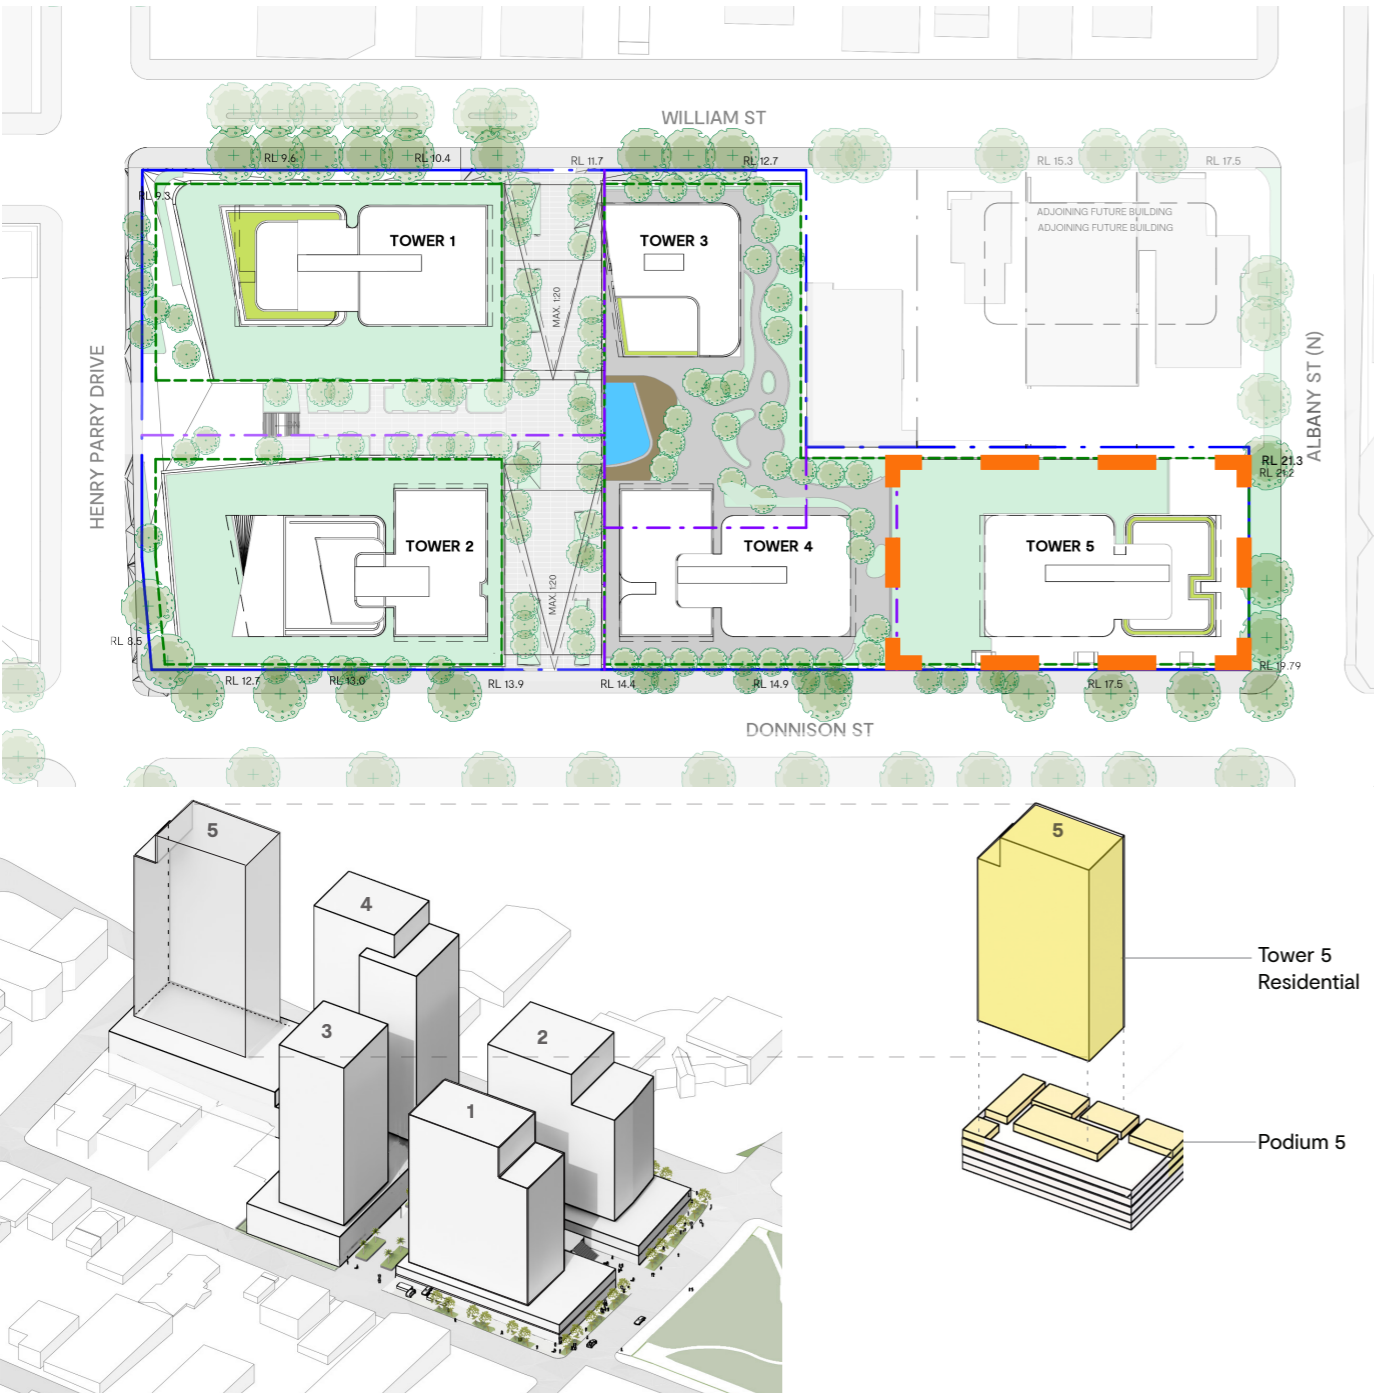 WILLIAM ST
RL 9.6
RL 10.4
RL 11.7
RL 12.7
RL 15.3
RL 17.5
RL 9.3
ADJOINING FUTURE BUILDING
ADJOINING FUTURE BUILDING
TOWER 1
TOWER 3
MAX. 1:20
HENRY PARRY DRIVE
ALBANY ST (N)
RL 21.3
RL 21.2
TOWER 2
TOWER 4
TOWER 5
MAX. 1:20
RL 8.5
RL 19.79
RL 12.7
RL 13.0
RL 13.9
RL 14.4
RL 14.9
RL 17.5
DONNISON ST
5
4
3
2
1
5
Tower 5
Residential
Podium 5